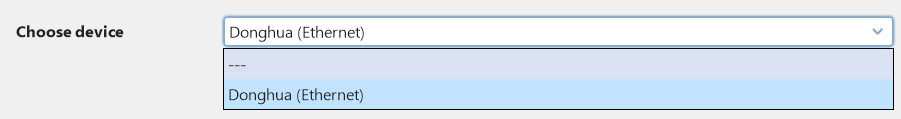 Choose device
Donghua (Ethernet)
---
Donghua (Ethernet)